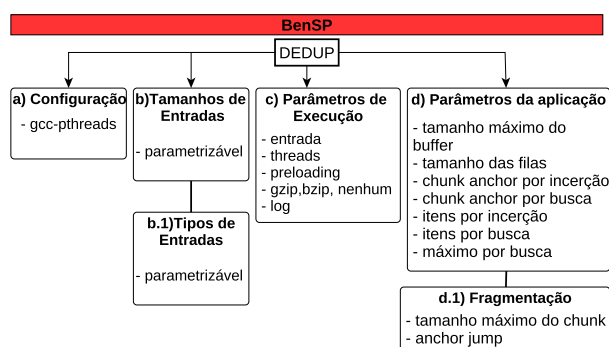 BenSP
DEDUP
a) Configuração
- gcc-pthreads
b)Tamanhos de
Entradas
- parametrizável
b.1)Tipos de
Entradas
- parametrizável
c) Parâmetros de
Execução
- entrada
- threads
- preloading
- gzip,bzip, nenhum
- log
d) Parâmetros da aplicação
- tamanho máximo do
buffer
- tamanho das filas
- chunk anchor por incerção
- chunk anchor por busca
- itens por incerção
- itens por busca
- máximo por busca
d.1) Fragmentação
- tamanho máximo do chunk
- anchor jump